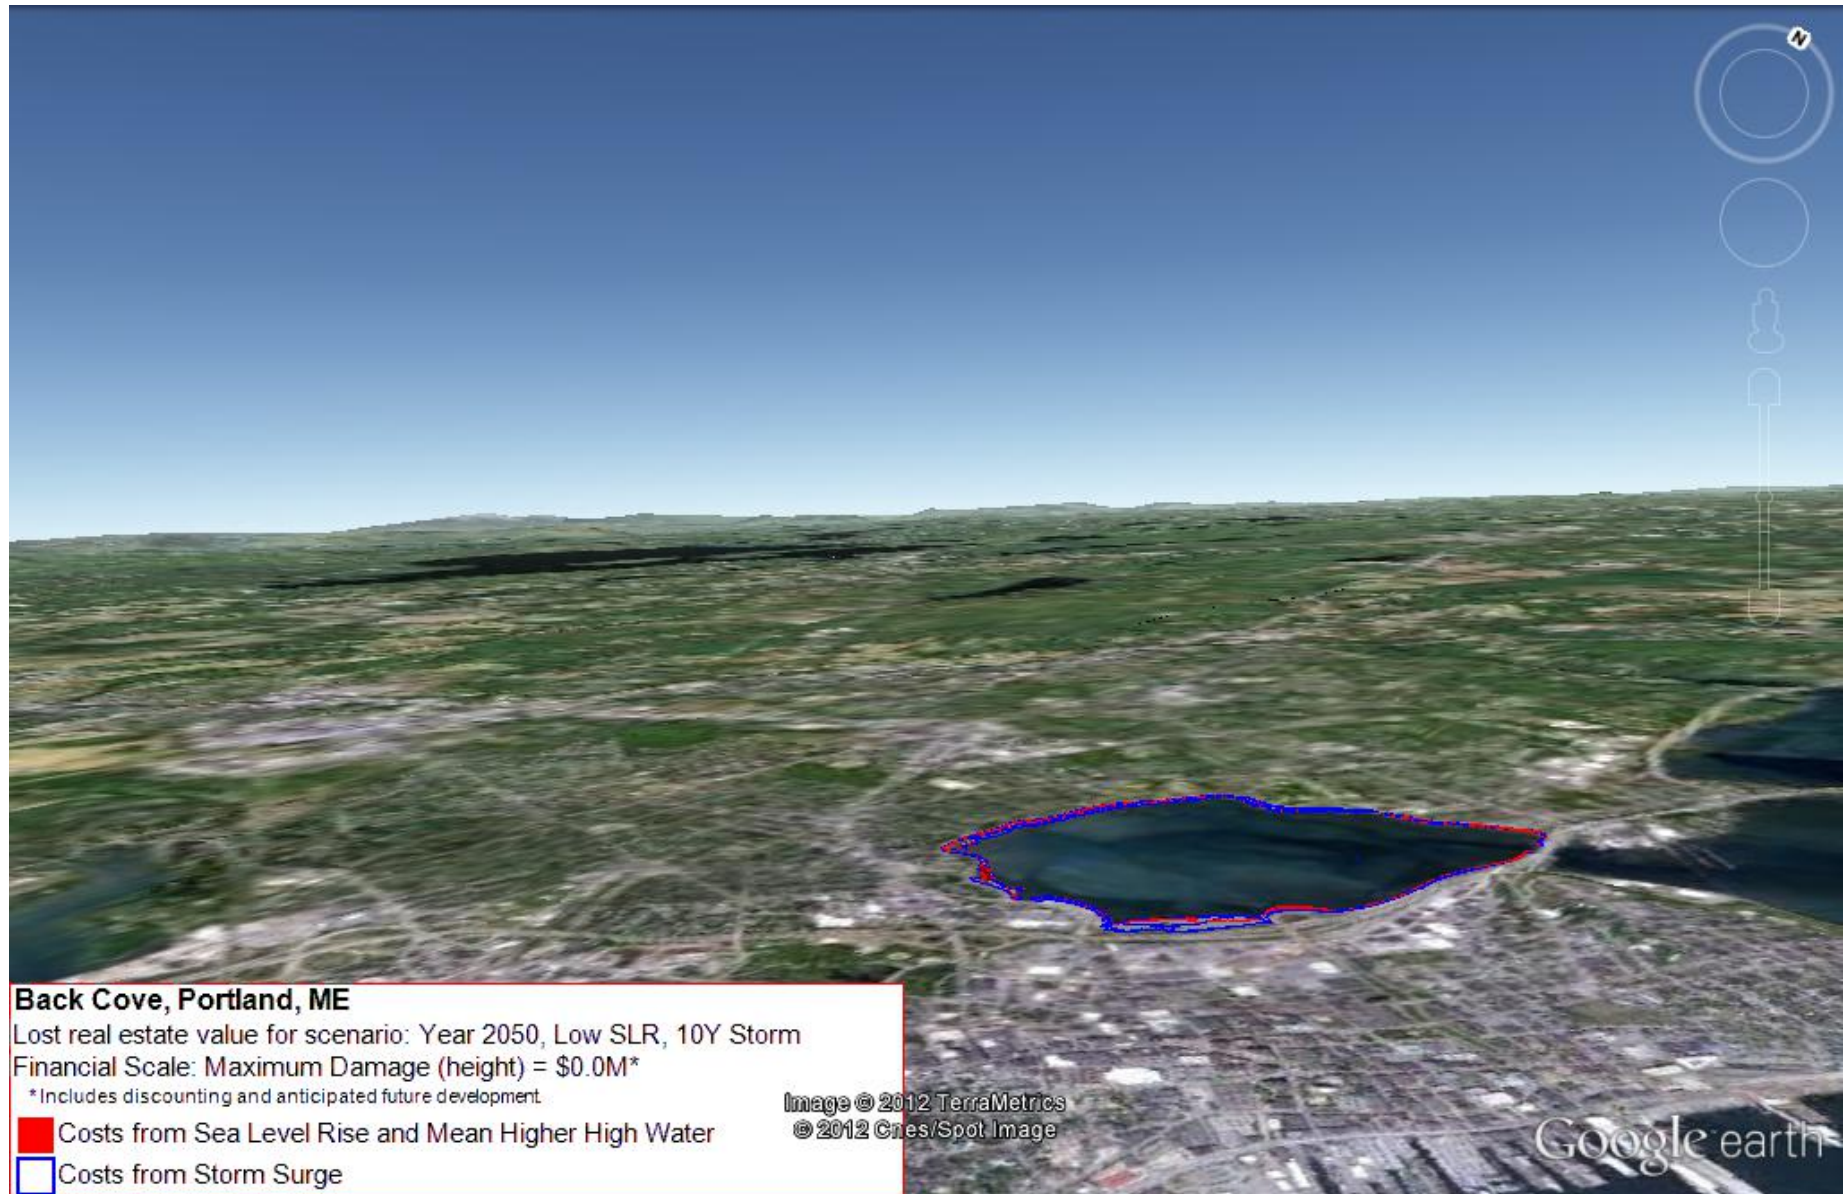 N
Back Cove, Portland, ME
Lost real estate value for scenario: Year 2050, Low SLR, 10Y Storm
Financial Scale: Maximum Damage (height) = $0.0M*
*Includes discounting and anticipated future development.
Costs from Sea Level Rise and Mean Higher High Water
Costs from Storm Surge
Image © 2012 TerraMetrics
© 2012 Cnes/Spot Image
Google earth